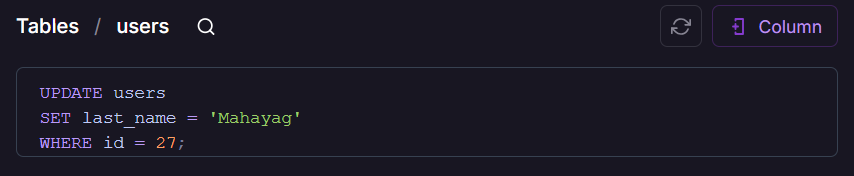 Tables / users
Column
UPDATE users
SET last_name = 'Mahayag'
WHERE id = 27;